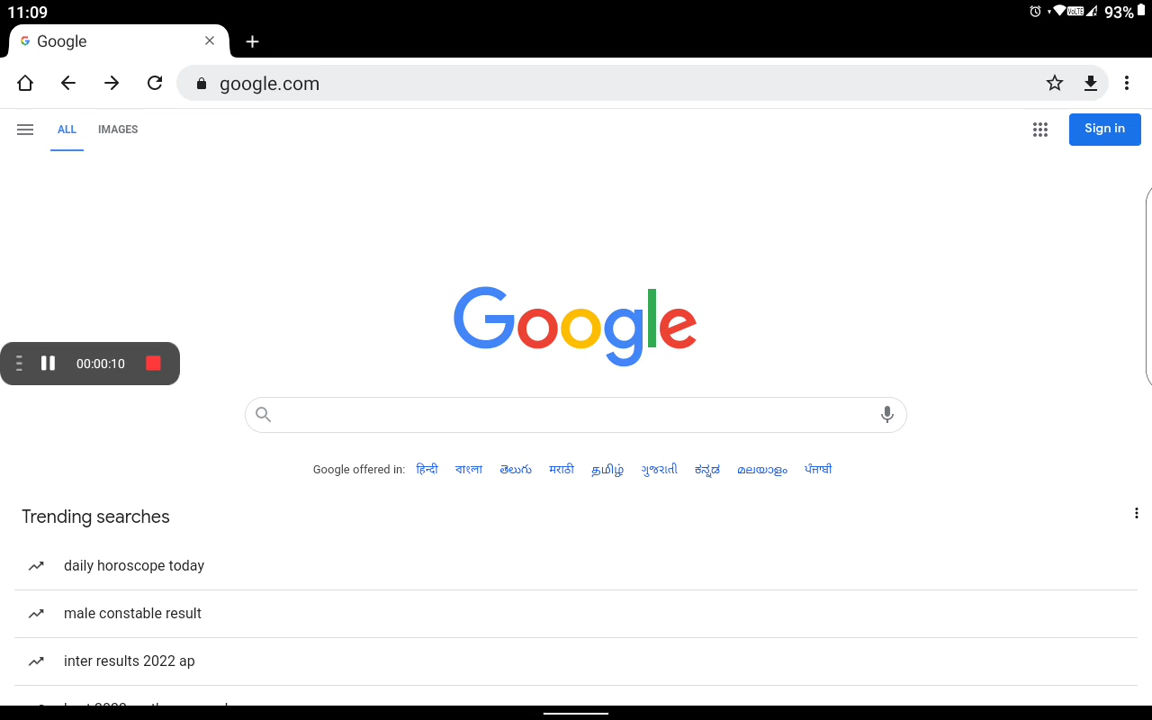 11:09 VoLTE 93%
Google
google.com
ALL IMAGES Sign in
Google
00:00:10
Google offered in: हिन्दी বাংলা తెలుగు मराठी தமிழ் ગુજરાતી ಕನ್ನಡ മലയാളം ਪੰਜਾਬੀ
Trending searches
daily horoscope today
male constable result
inter results 2022 ap